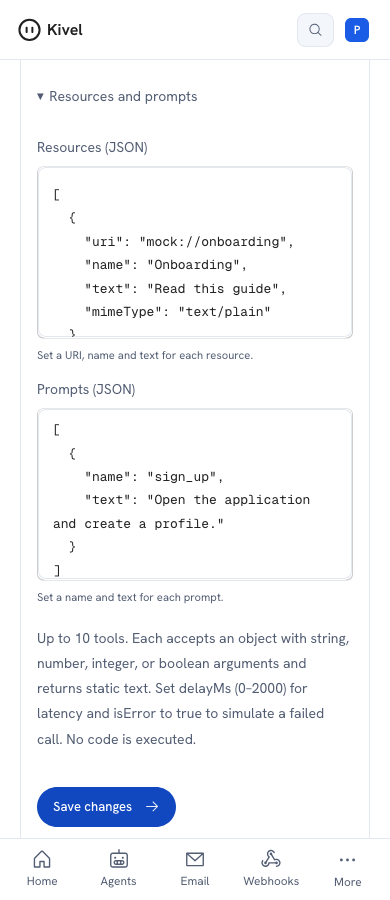 Kivel
P
▾ Resources and prompts
Resources (JSON)
[
  {
    "uri": "mock://onboarding",
    "name": "Onboarding",
    "text": "Read this guide",
    "mimeType": "text/plain"
  }
Set a URI, name and text for each resource.
Prompts (JSON)
[
  {
    "name": "sign_up",
    "text": "Open the application
and create a profile."
  }
]
Set a name and text for each prompt.
Up to 10 tools. Each accepts an object with string,
number, integer, or boolean arguments and
returns static text. Set delayMs (0–2000) for
latency and isError to true to simulate a failed
call. No code is executed.
Save changes →
Home Agents Email Webhooks More